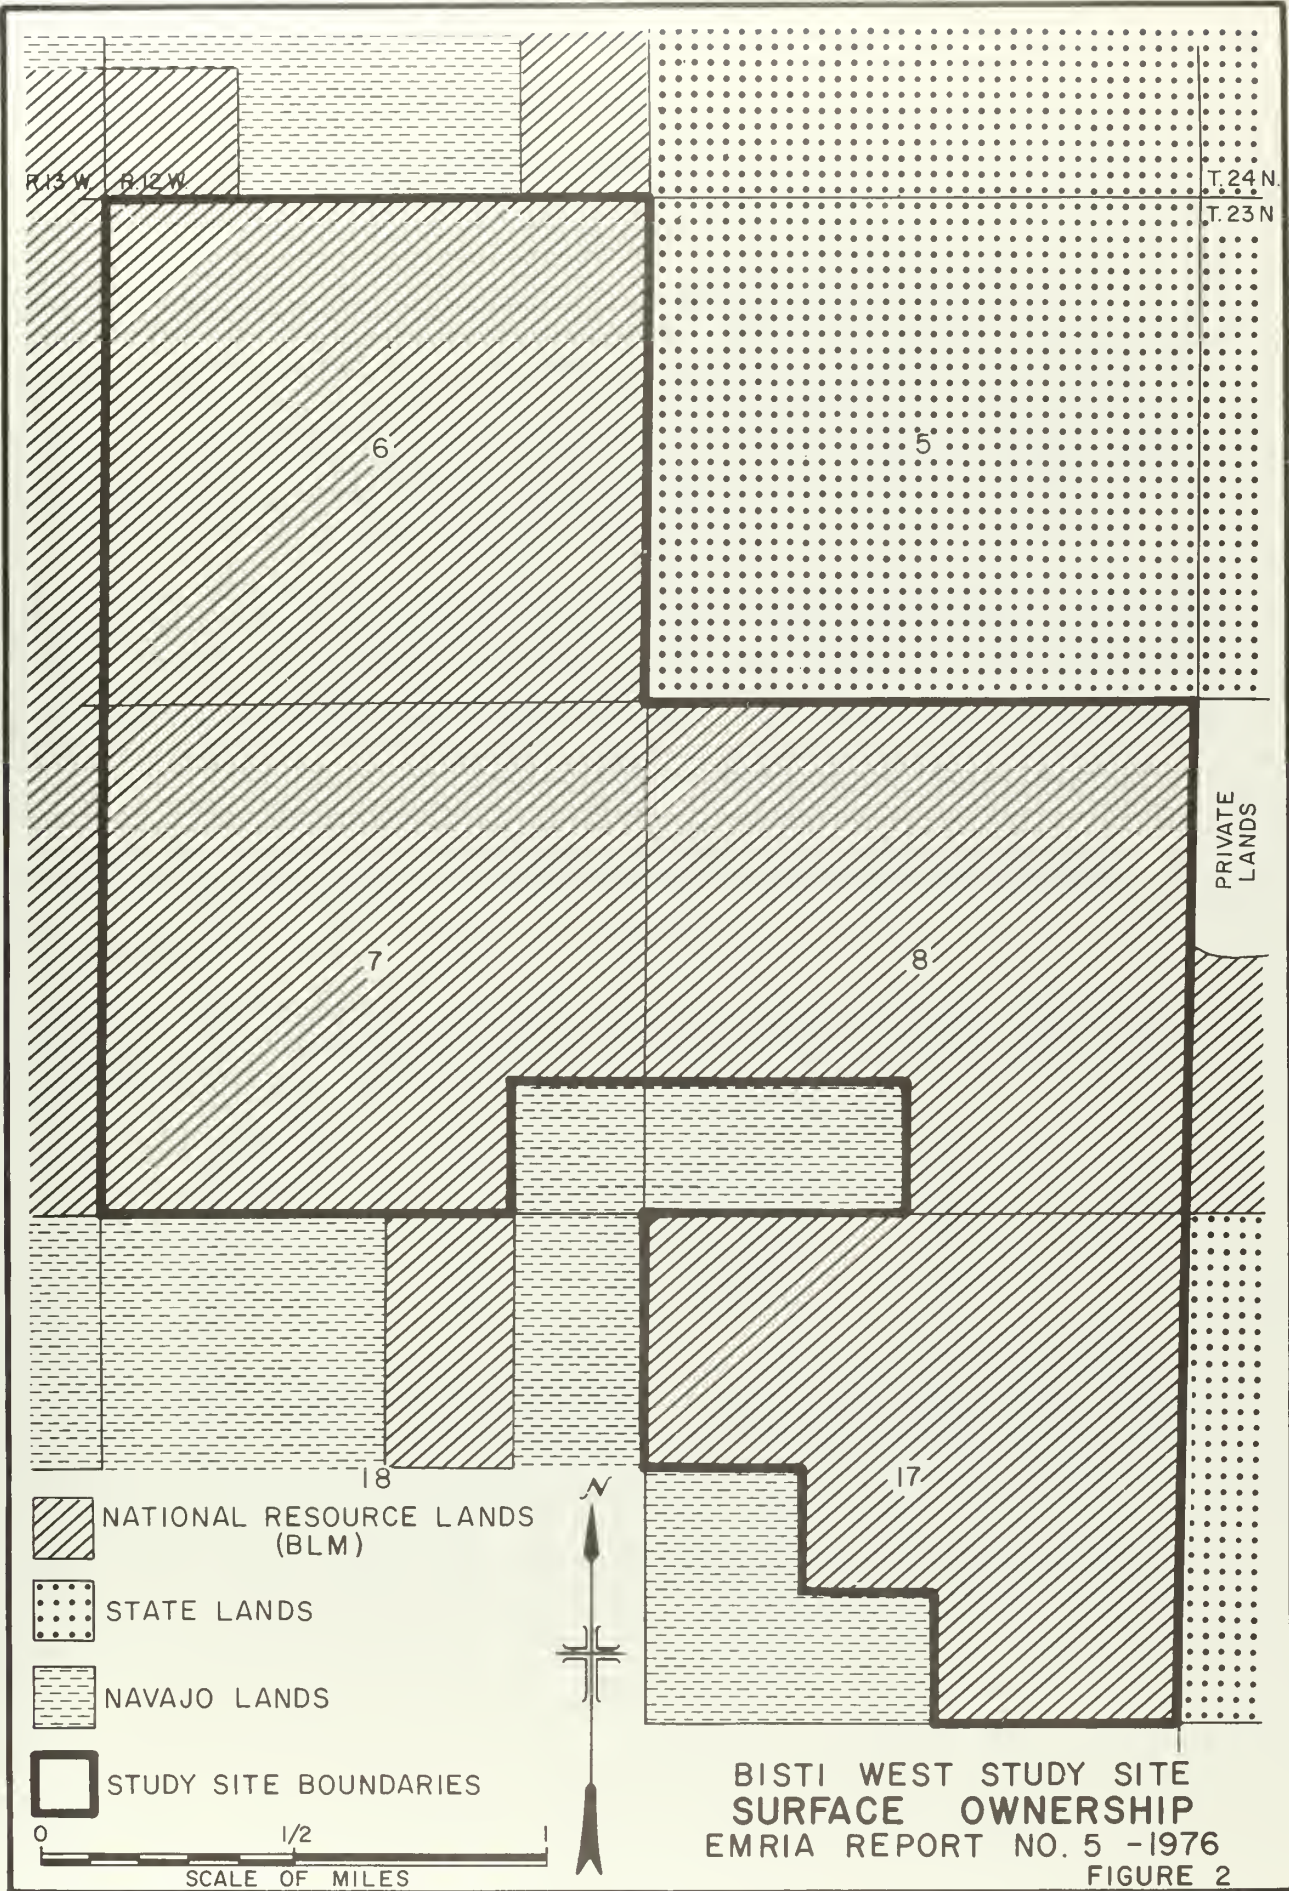 R.13 W. R.12 W.
T. 24 N.
T. 23 N
6
5
PRIVATE
LANDS
7
8
18
17
N
NATIONAL RESOURCE LANDS
(BLM)
STATE LANDS
NAVAJO LANDS
STUDY SITE BOUNDARIES
0 1/2 1
SCALE OF MILES
BISTI WEST STUDY SITE
SURFACE OWNERSHIP
EMRIA REPORT NO. 5 -1976
FIGURE 2